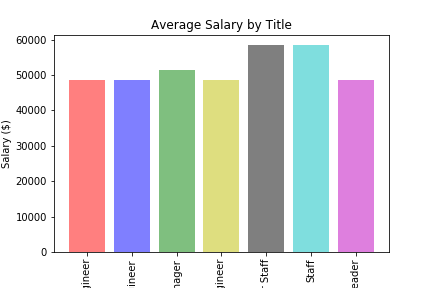 Average Salary by Title
Salary ($)
60000
50000
40000
30000
20000
10000
0
gineer
ineer
nager
gineer
Staff
Staff
eader